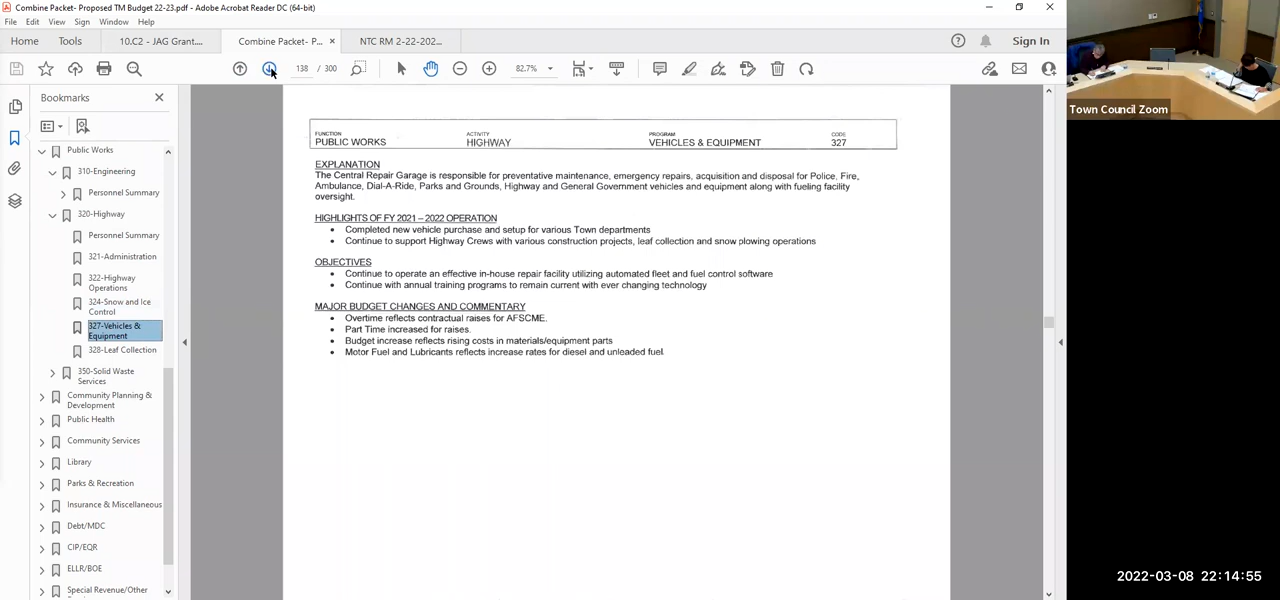 Combine Packet- Proposed TM Budget 22-23.pdf - Adobe Acrobat Reader DC (64-bit)
File Edit View Sign Window Help
Home Tools 10.C2 - JAG Grant.... Combine Packet- P... × NTC RM 2-22-202... Sign In
138 / 300 82.7%
Bookmarks
Public Works
310-Engineering
Personnel Summary
320-Highway
Personnel Summary
321-Administration
322-Highway
Operations
324-Snow and Ice
Control
327-Vehicles &
Equipment
328-Leaf Collection
350-Solid Waste
Services
Community Planning &
Development
Public Health
Community Services
Library
Parks & Recreation
Insurance & Miscellaneous
Debt/MDC
CIP/EQR
ELLR/BOE
Special Revenue/Other
FUNCTION ACTIVITY PROGRAM CODE
PUBLIC WORKS HIGHWAY VEHICLES & EQUIPMENT 327
EXPLANATION
The Central Repair Garage is responsible for preventative maintenance, emergency repairs, acquisition and disposal for Police, Fire,
Ambulance, Dial-A-Ride, Parks and Grounds, Highway and General Government vehicles and equipment along with fueling facility
oversight.
HIGHLIGHTS OF FY 2021 – 2022 OPERATION
• Completed new vehicle purchase and setup for various Town departments
• Continue to support Highway Crews with various construction projects, leaf collection and snow plowing operations
OBJECTIVES
• Continue to operate an effective in-house repair facility utilizing automated fleet and fuel control software
• Continue with annual training programs to remain current with ever changing technology
MAJOR BUDGET CHANGES AND COMMENTARY
• Overtime reflects contractual raises for AFSCME.
• Part Time increased for raises.
• Budget increase reflects rising costs in materials/equipment parts
• Motor Fuel and Lubricants reflects increase rates for diesel and unleaded fuel.
Town Council Zoom
2022-03-08 22:14:55